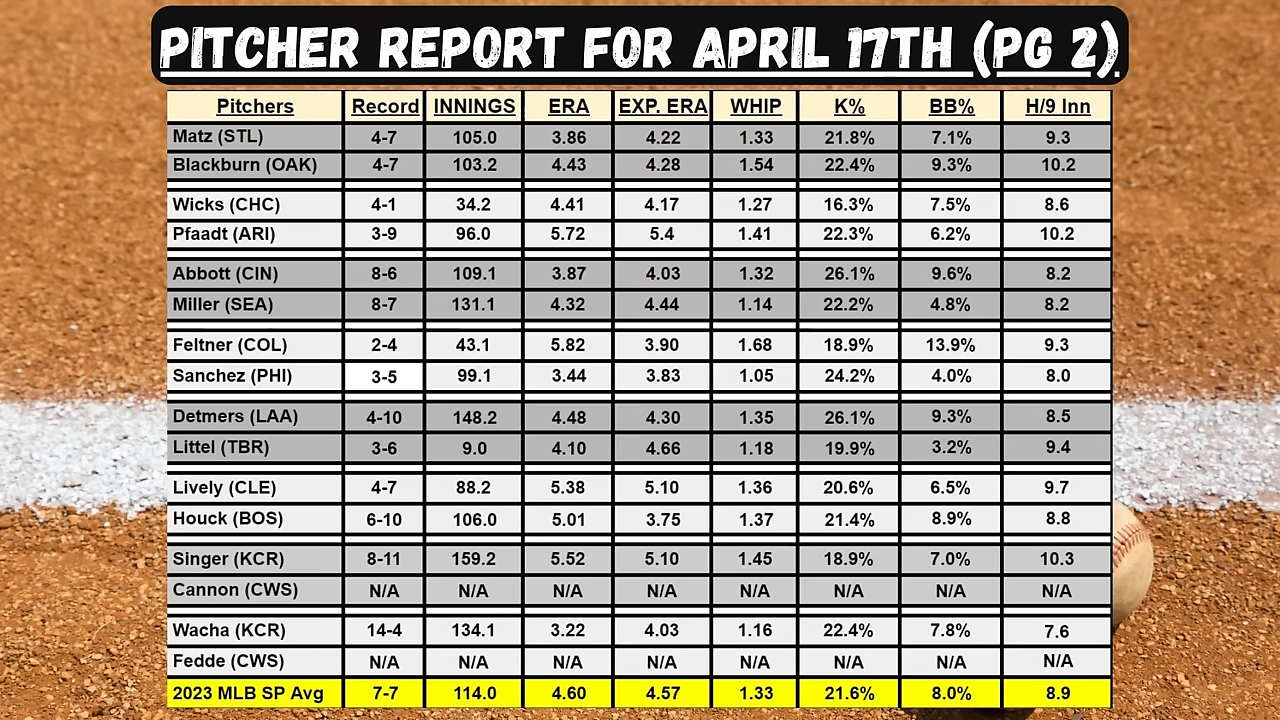 PITCHER REPORT FOR APRIL 17TH (PG 2)
Pitchers Record INNINGS ERA EXP. ERA WHIP K% BB% H/9 Inn
Matz (STL) 4-7 105.0 3.86 4.22 1.33 21.8% 7.1% 9.3
Blackburn (OAK) 4-7 103.2 4.43 4.28 1.54 22.4% 9.3% 10.2
Wicks (CHC) 4-1 34.2 4.41 4.17 1.27 16.3% 7.5% 8.6
Pfaadt (ARI) 3-9 96.0 5.72 5.4 1.41 22.3% 6.2% 10.2
Abbott (CIN) 8-6 109.1 3.87 4.03 1.32 26.1% 9.6% 8.2
Miller (SEA) 8-7 131.1 4.32 4.44 1.14 22.2% 4.8% 8.2
Feltner (COL) 2-4 43.1 5.82 3.90 1.68 18.9% 13.9% 9.3
Sanchez (PHI) 3-5 99.1 3.44 3.83 1.05 24.2% 4.0% 8.0
Detmers (LAA) 4-10 148.2 4.48 4.30 1.35 26.1% 9.3% 8.5
Littel (TBR) 3-6 9.0 4.10 4.66 1.18 19.9% 3.2% 9.4
Lively (CLE) 4-7 88.2 5.38 5.10 1.36 20.6% 6.5% 9.7
Houck (BOS) 6-10 106.0 5.01 3.75 1.37 21.4% 8.9% 8.8
Singer (KCR) 8-11 159.2 5.52 5.10 1.45 18.9% 7.0% 10.3
Cannon (CWS) N/A N/A N/A N/A N/A N/A N/A N/A
Wacha (KCR) 14-4 134.1 3.22 4.03 1.16 22.4% 7.8% 7.6
Fedde (CWS) N/A N/A N/A N/A N/A N/A N/A N/A
2023 MLB SP Avg 7-7 114.0 4.60 4.57 1.33 21.6% 8.0% 8.9